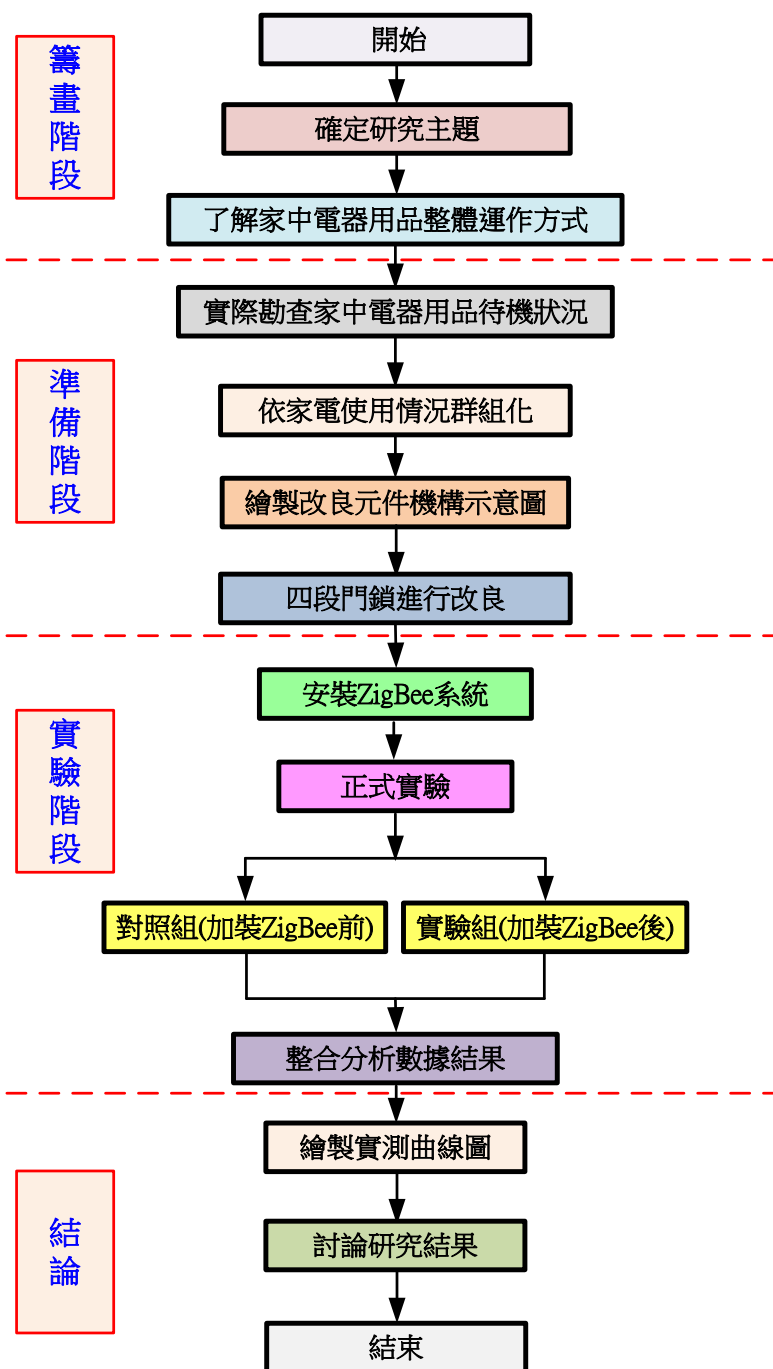 籌畫階段
開始
確定研究主題
了解家中電器用品整體運作方式
準備階段
實際勘查家中電器用品待機狀況
依家電使用情況群組化
繪製改良元件機構示意圖
四段門鎖進行改良
實驗階段
安裝ZigBee系統
正式實驗
對照組(加裝ZigBee前)
實驗組(加裝ZigBee後)
整合分析數據結果
結論
繪製實測曲線圖
討論研究結果
結束